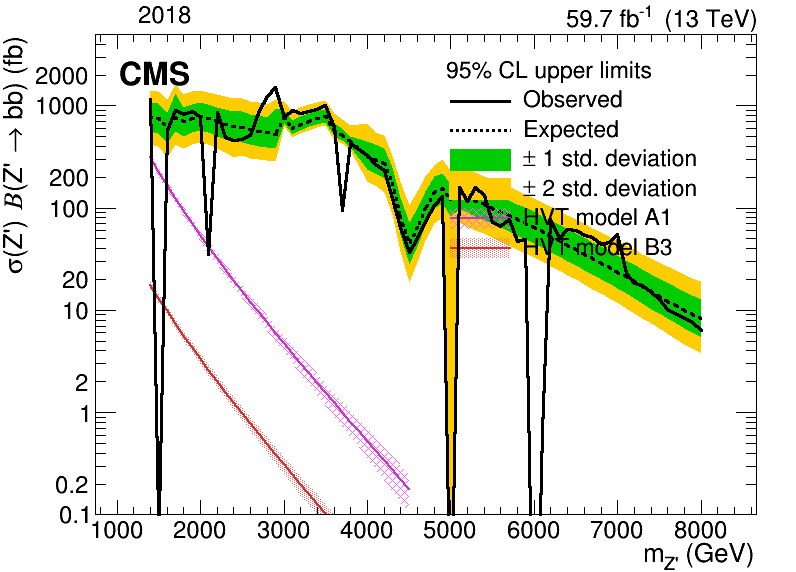 2018
59.7 fb⁻¹ (13 TeV)
CMS
95% CL upper limits
Observed
Expected
± 1 std. deviation
± 2 std. deviation
HVT model A1
HVT model B3
σ(Z') B(Z' → bb) (fb)
2000
1000
200
100
20
10
2
1
0.2
0.1
1000 2000 3000 4000 5000 6000 7000 8000
m_Z' (GeV)